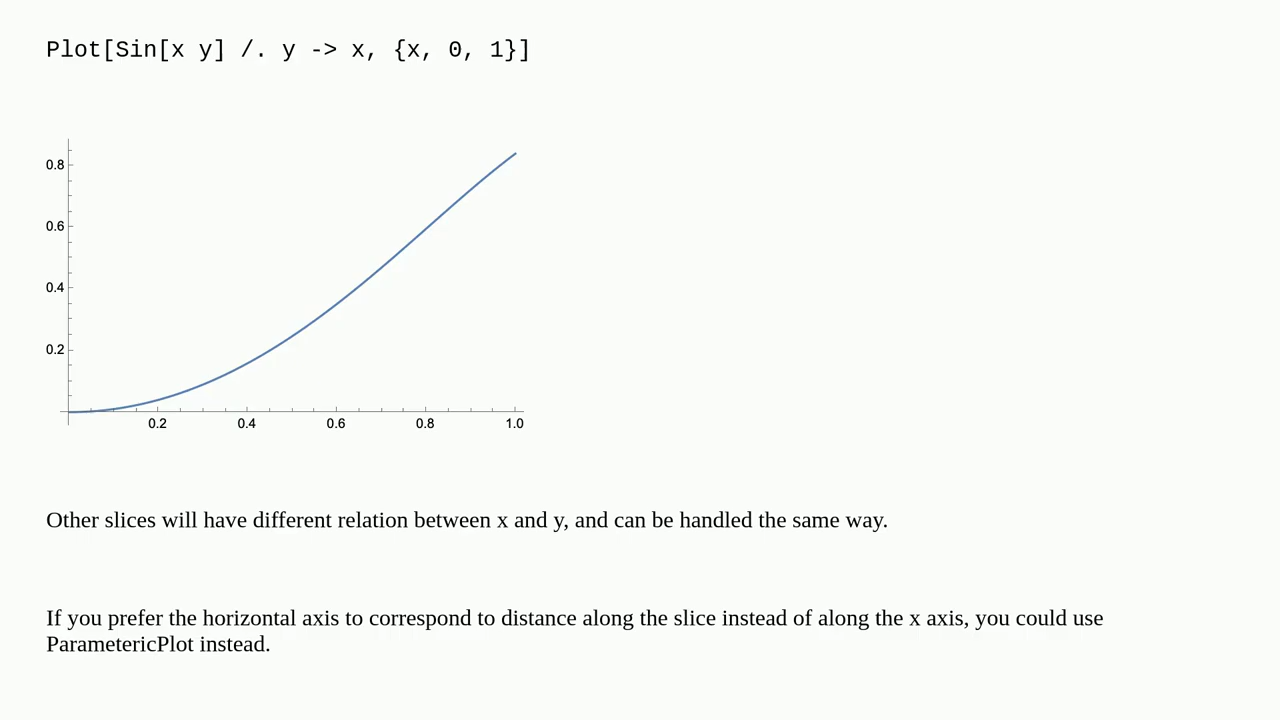 Plot[Sin[x y] /. y -> x, {x, 0, 1}]
0.8
0.6
0.4
0.2
0.2 0.4 0.6 0.8 1.0
Other slices will have different relation between x and y, and can be handled the same way.
If you prefer the horizontal axis to correspond to distance along the slice instead of along the x axis, you could use
ParametericPlot instead.